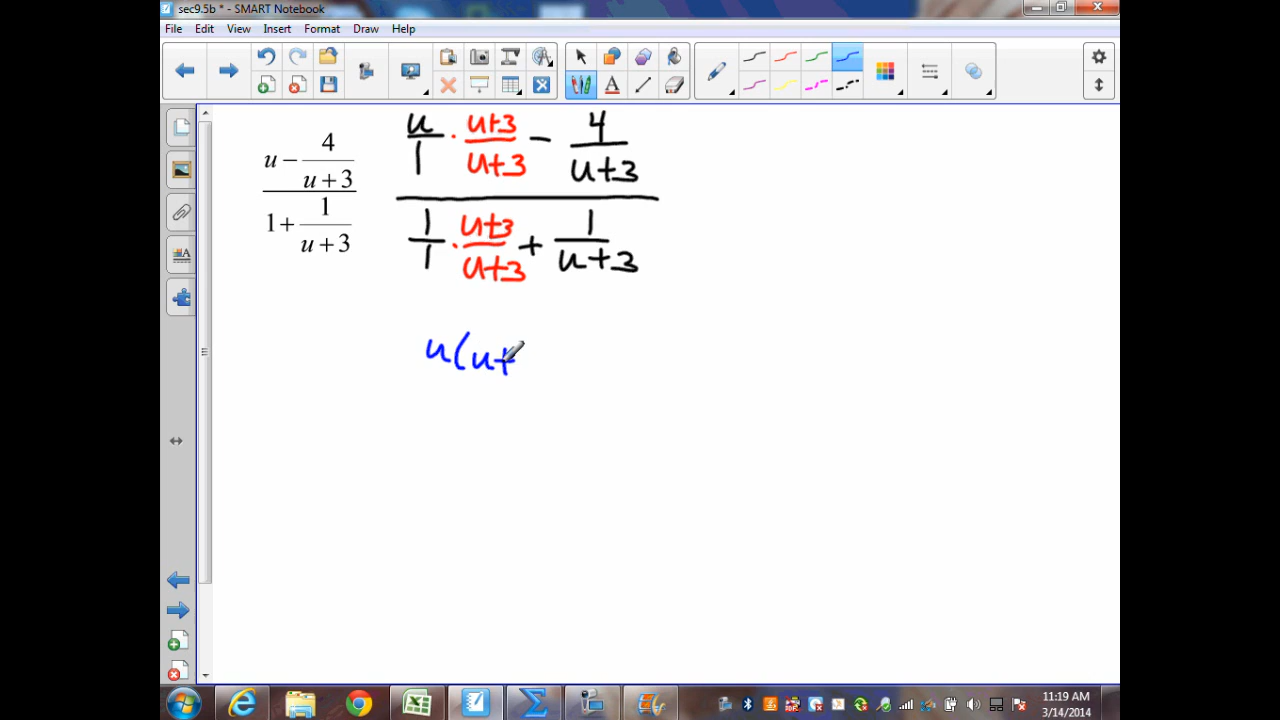 sec9.5b * - SMART Notebook
File Edit View Insert Format Draw Help
u − 4/(u + 3)
1 + 1/(u + 3)
u/1 · (u+3)/(u+3) − 4/(u+3)
1/1 · (u+3)/(u+3) + 1/(u+3)
u(u+
11:19 AM
3/14/2014